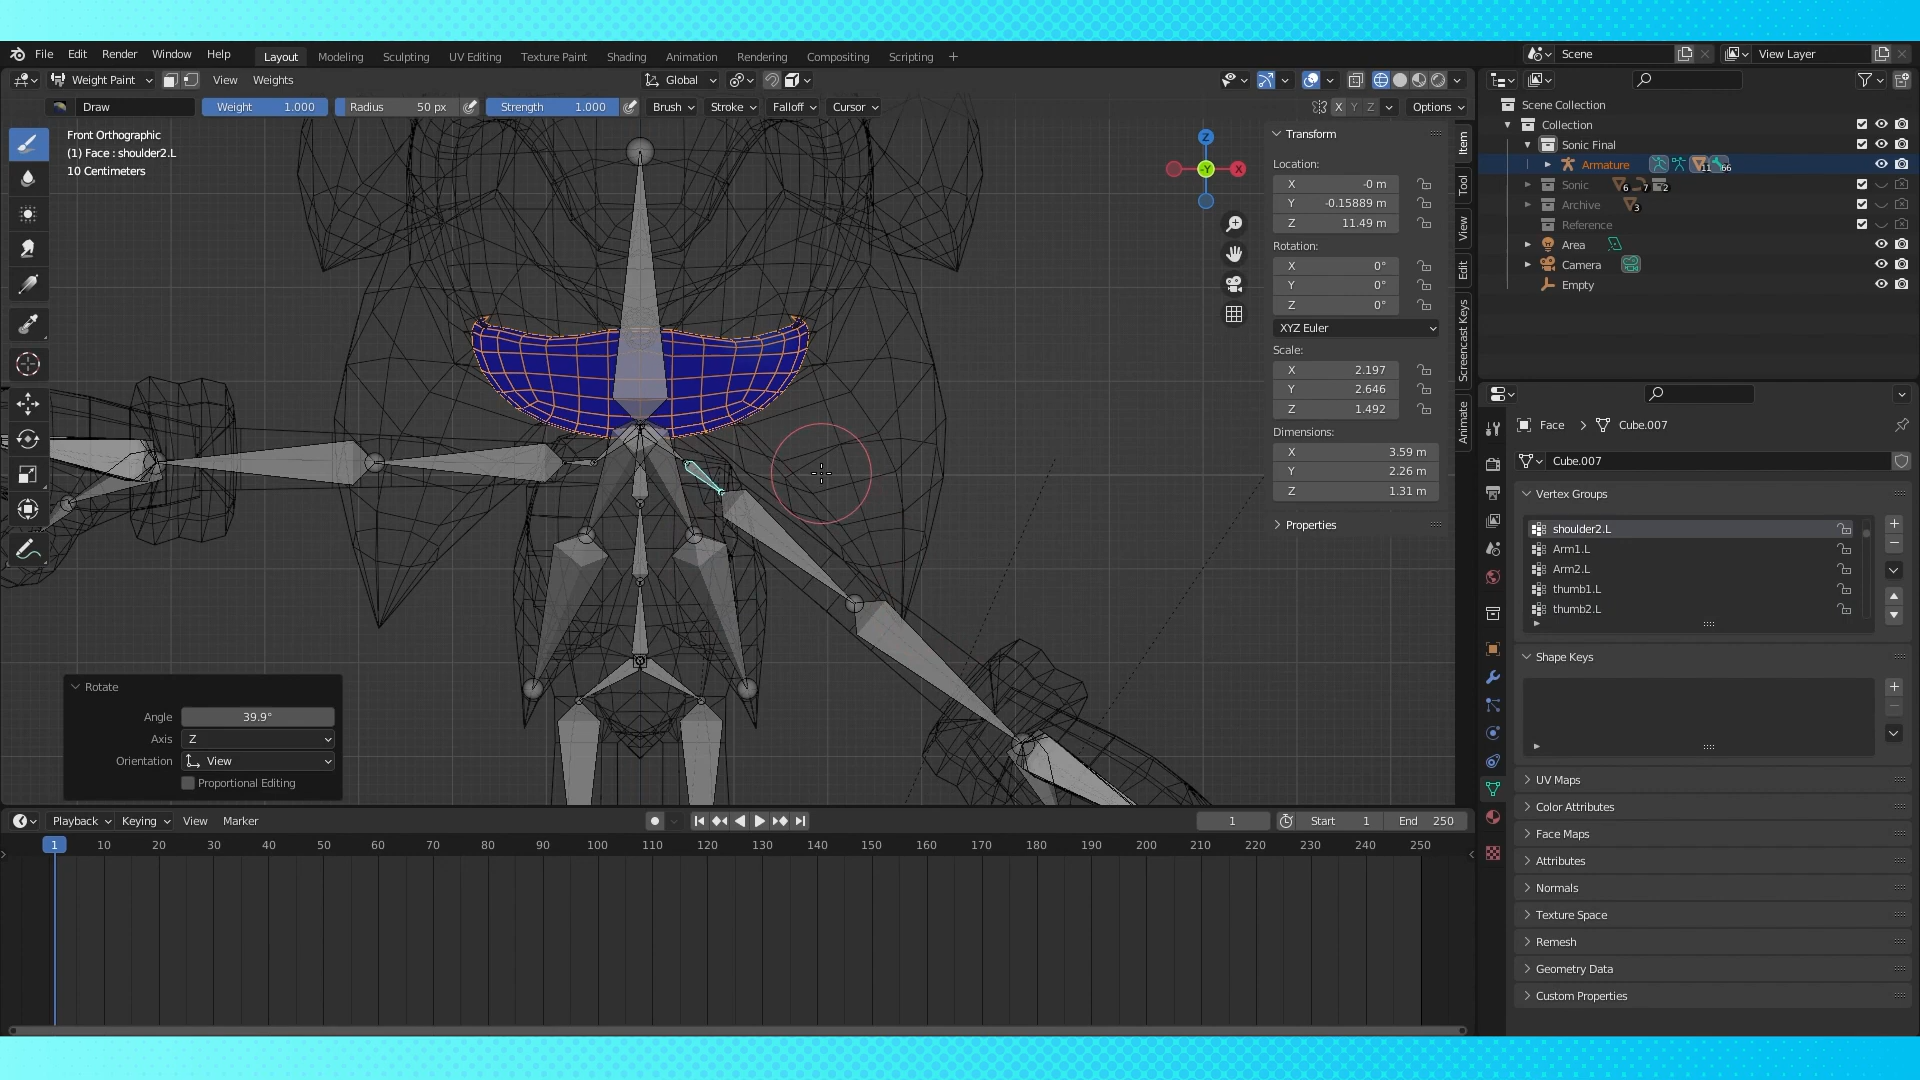 File Edit Render Window Help Layout Modeling Sculpting UV Editing Texture Paint Shading Animation Rendering Compositing Scripting + Scene View Layer
Weight Paint View Weights Global
Draw Weight 1.000 Radius 50 px Strength 1.000 Brush Stroke Falloff Cursor X Y Z Options
Front Orthographic
(1) Face : shoulder2.L
10 Centimeters
Z
-Y
X
Transform
Location:
X -0 m
Y -0.15889 m
Z 11.49 m
Rotation:
X 0°
Y 0°
Z 0°
XYZ Euler
Scale:
X 2.197
Y 2.646
Z 1.492
Dimensions:
X 3.59 m
Y 2.26 m
Z 1.31 m
Properties
Item
Tool
View
Edit
Screencast Keys
Animate
Scene Collection
Collection
Sonic Final
Armature 11 66
Sonic 6 7 2
Archive 3
Reference
Area
Camera
Empty
Face > Cube.007
Cube.007
Vertex Groups
shoulder2.L
Arm1.L
Arm2.L
thumb1.L
thumb2.L
Shape Keys
UV Maps
Color Attributes
Face Maps
Attributes
Normals
Texture Space
Remesh
Geometry Data
Custom Properties
Rotate
Angle 39.9°
Axis Z
Orientation View
Proportional Editing
Playback Keying View Marker 1 Start 1 End 250
1 10 20 30 40 50 60 70 80 90 100 110 120 130 140 150 160 170 180 190 200 210 220 230 240 250